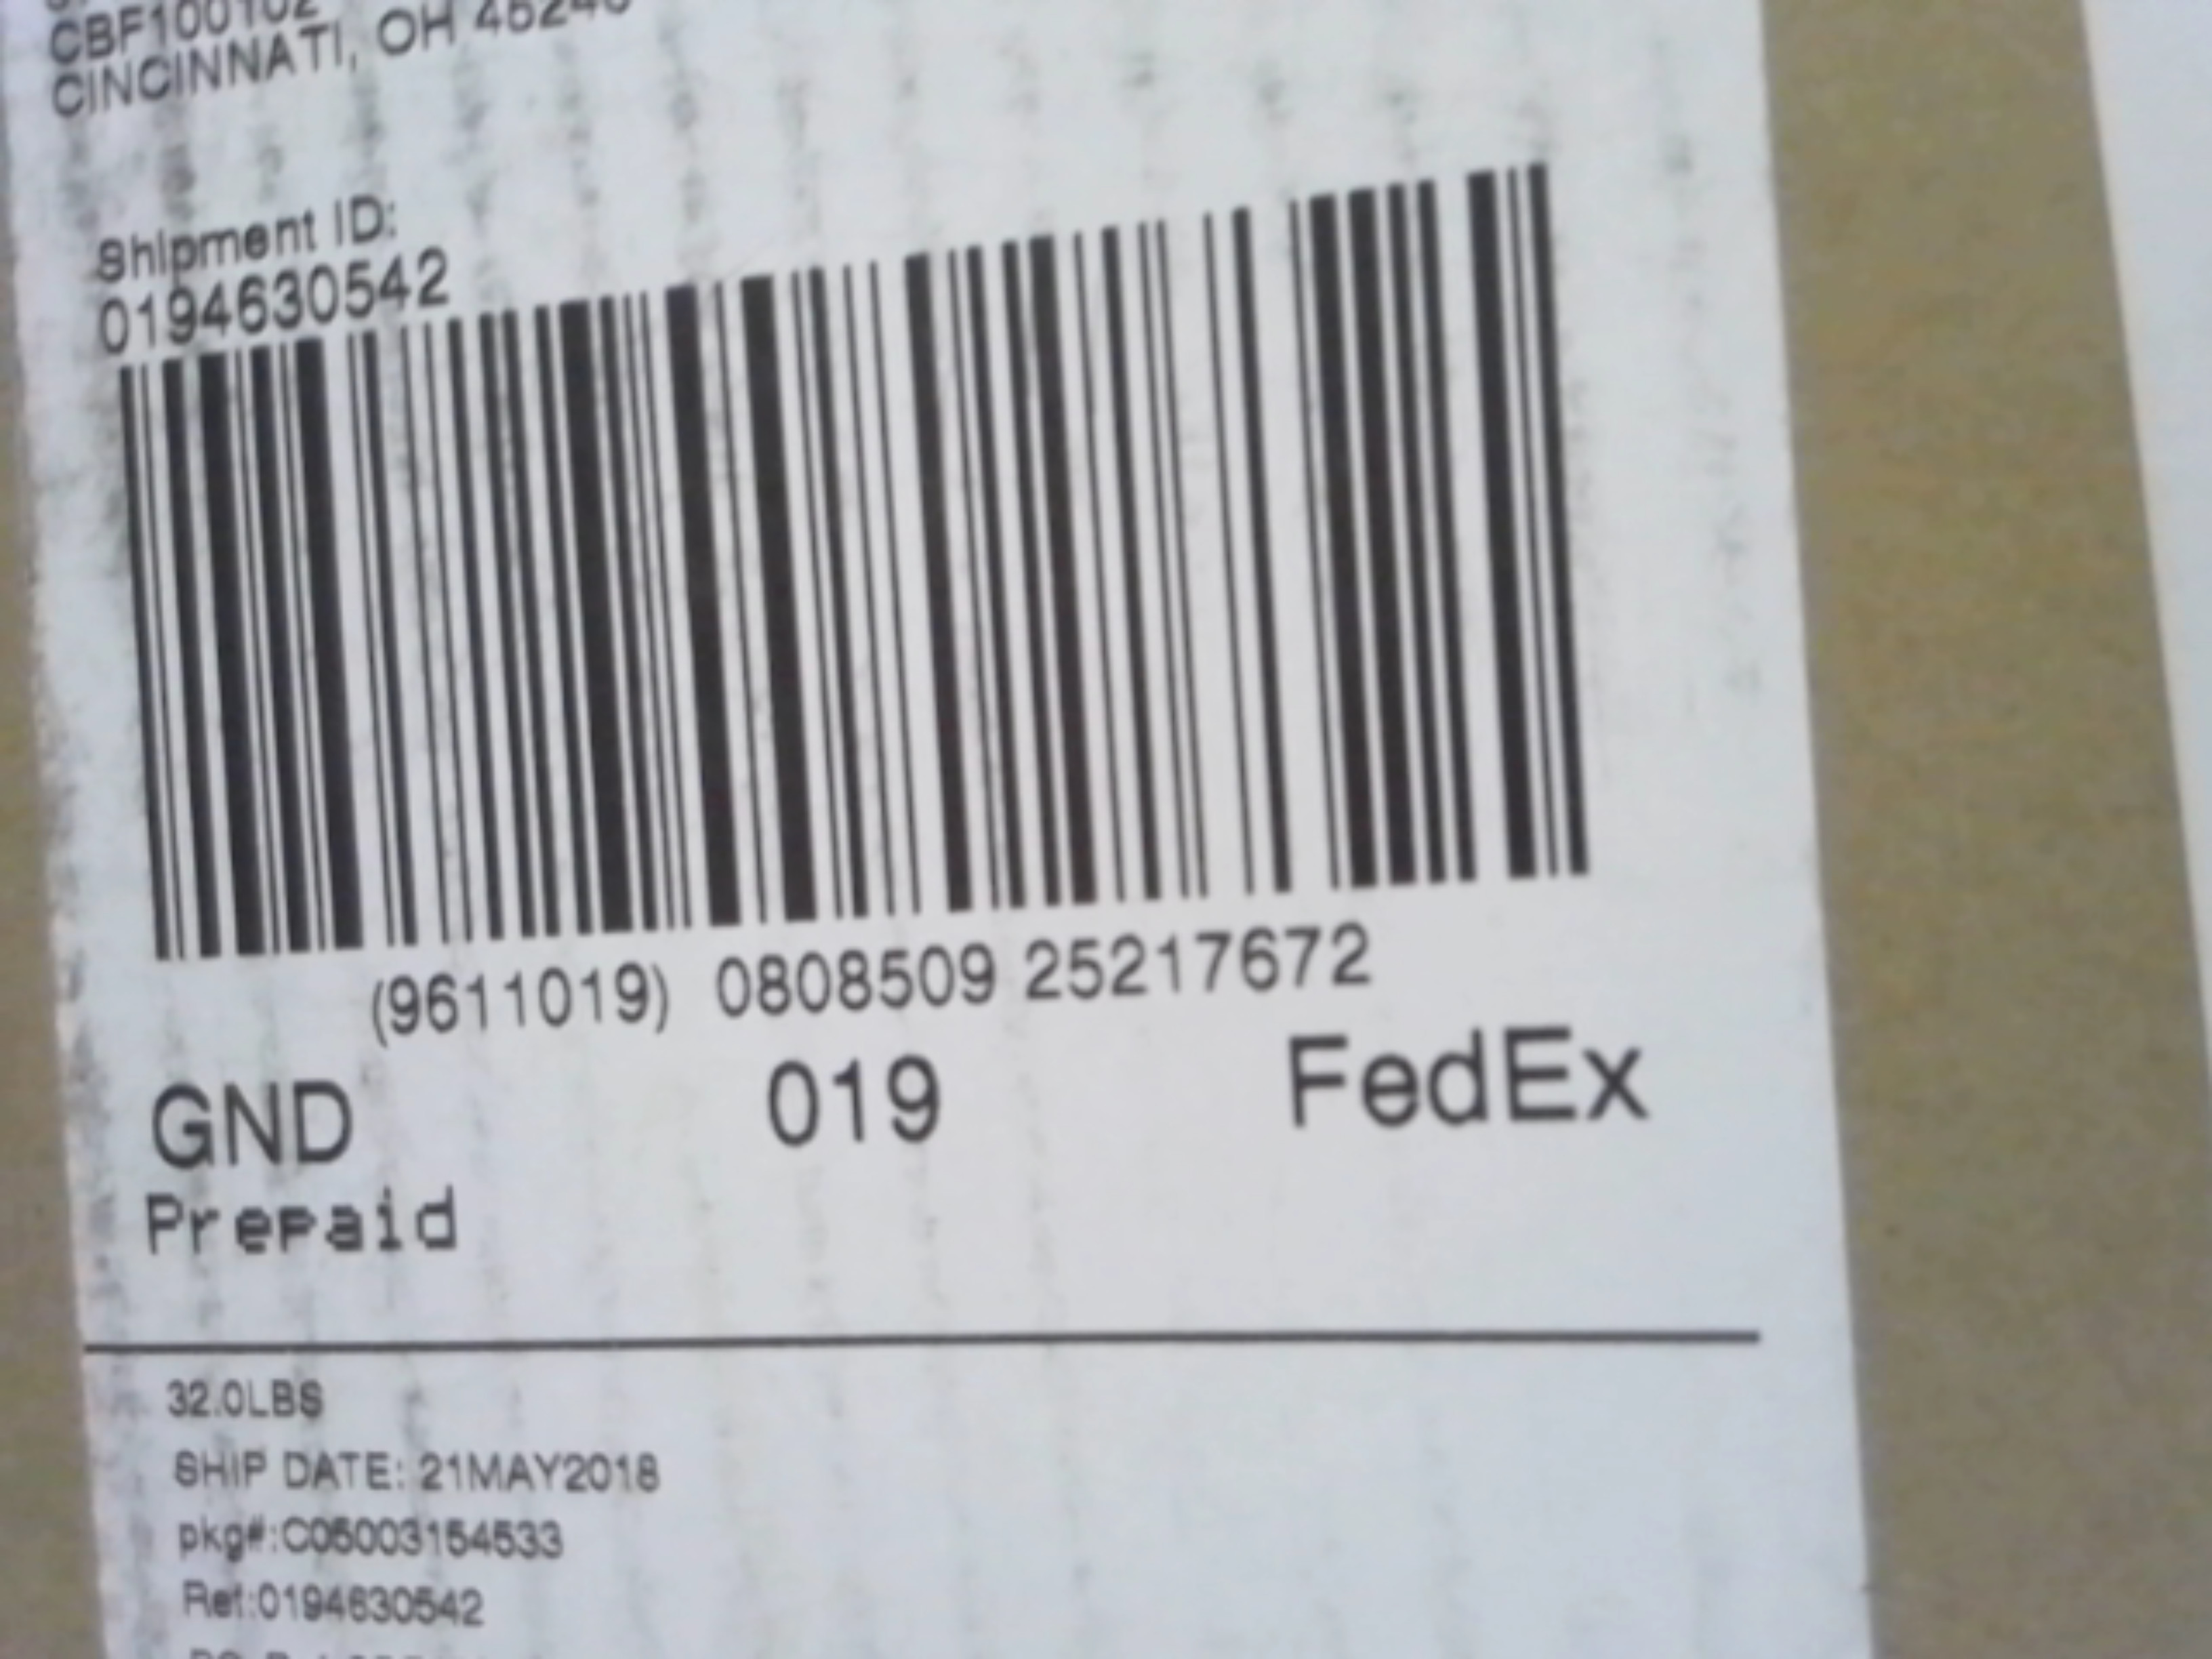 CBF100102
CINCINNATI, OH
Shipment ID:
0194630542
(9611019) 0808509 25217672
GND 019 FedEx
Prepaid
32.0LBS
SHIP DATE: 21MAY2018
pkg#:C05003154533
Ref:0194630542